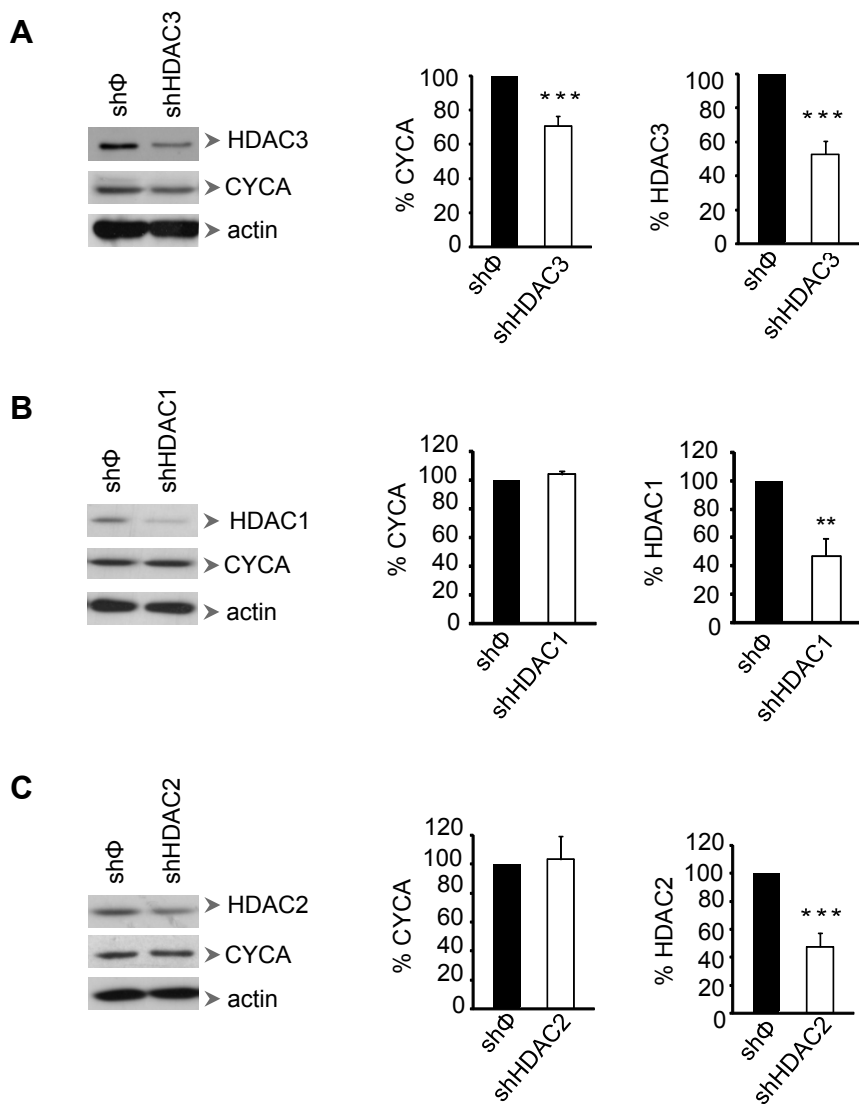 A
shΦ
shHDAC3
HDAC3
CYCA
actin
% CYCA
100
80
60
40
20
0
***
shΦ
shHDAC3
% HDAC3
100
80
60
40
20
0
***
shΦ
shHDAC3
B
shΦ
shHDAC1
HDAC1
CYCA
actin
% CYCA
120
100
80
60
40
20
0
shΦ
shHDAC1
% HDAC1
120
100
80
60
40
20
0
**
shΦ
shHDAC1
C
shΦ
shHDAC2
HDAC2
CYCA
actin
% CYCA
120
100
80
60
40
20
0
shΦ
shHDAC2
% HDAC2
120
100
80
60
40
20
0
***
shΦ
shHDAC2